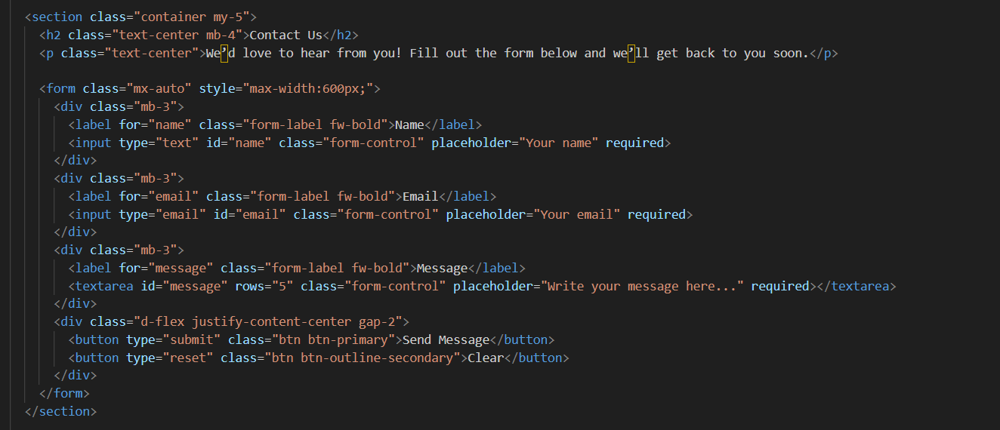 <section class="container my-5">
<h2 class="text-center mb-4">Contact Us</h2>
<p class="text-center">We’d love to hear from you! Fill out the form below and we’ll get back to you soon.</p>
<form class="mx-auto" style="max-width:600px;">
<div class="mb-3">
<label for="name" class="form-label fw-bold">Name</label>
<input type="text" id="name" class="form-control" placeholder="Your name" required>
</div>
<div class="mb-3">
<label for="email" class="form-label fw-bold">Email</label>
<input type="email" id="email" class="form-control" placeholder="Your email" required>
</div>
<div class="mb-3">
<label for="message" class="form-label fw-bold">Message</label>
<textarea id="message" rows="5" class="form-control" placeholder="Write your message here..." required></textarea>
</div>
<div class="d-flex justify-content-center gap-2">
<button type="submit" class="btn btn-primary">Send Message</button>
<button type="reset" class="btn btn-outline-secondary">Clear</button>
</div>
</form>
</section>